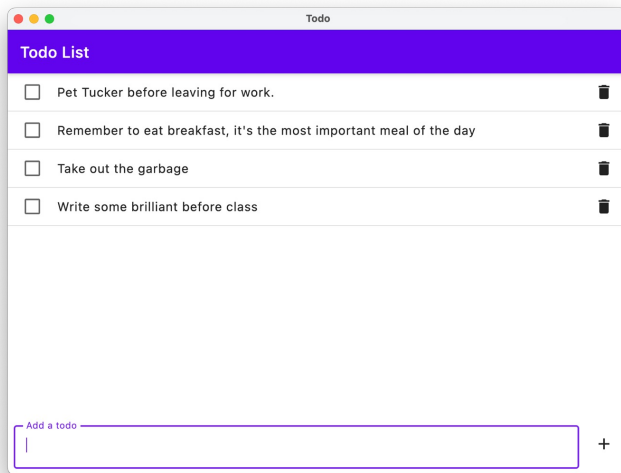 Todo
Todo List
Pet Tucker before leaving for work.
Remember to eat breakfast, it's the most important meal of the day
Take out the garbage
Write some brilliant before class
Add a todo